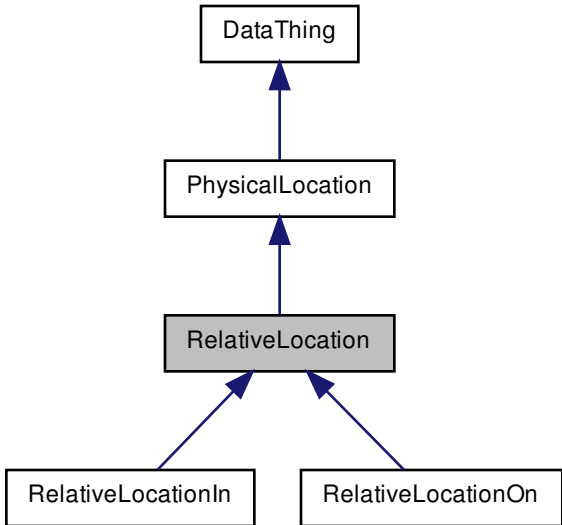 DataThing
PhysicalLocation
RelativeLocation
RelativeLocationIn
RelativeLocationOn